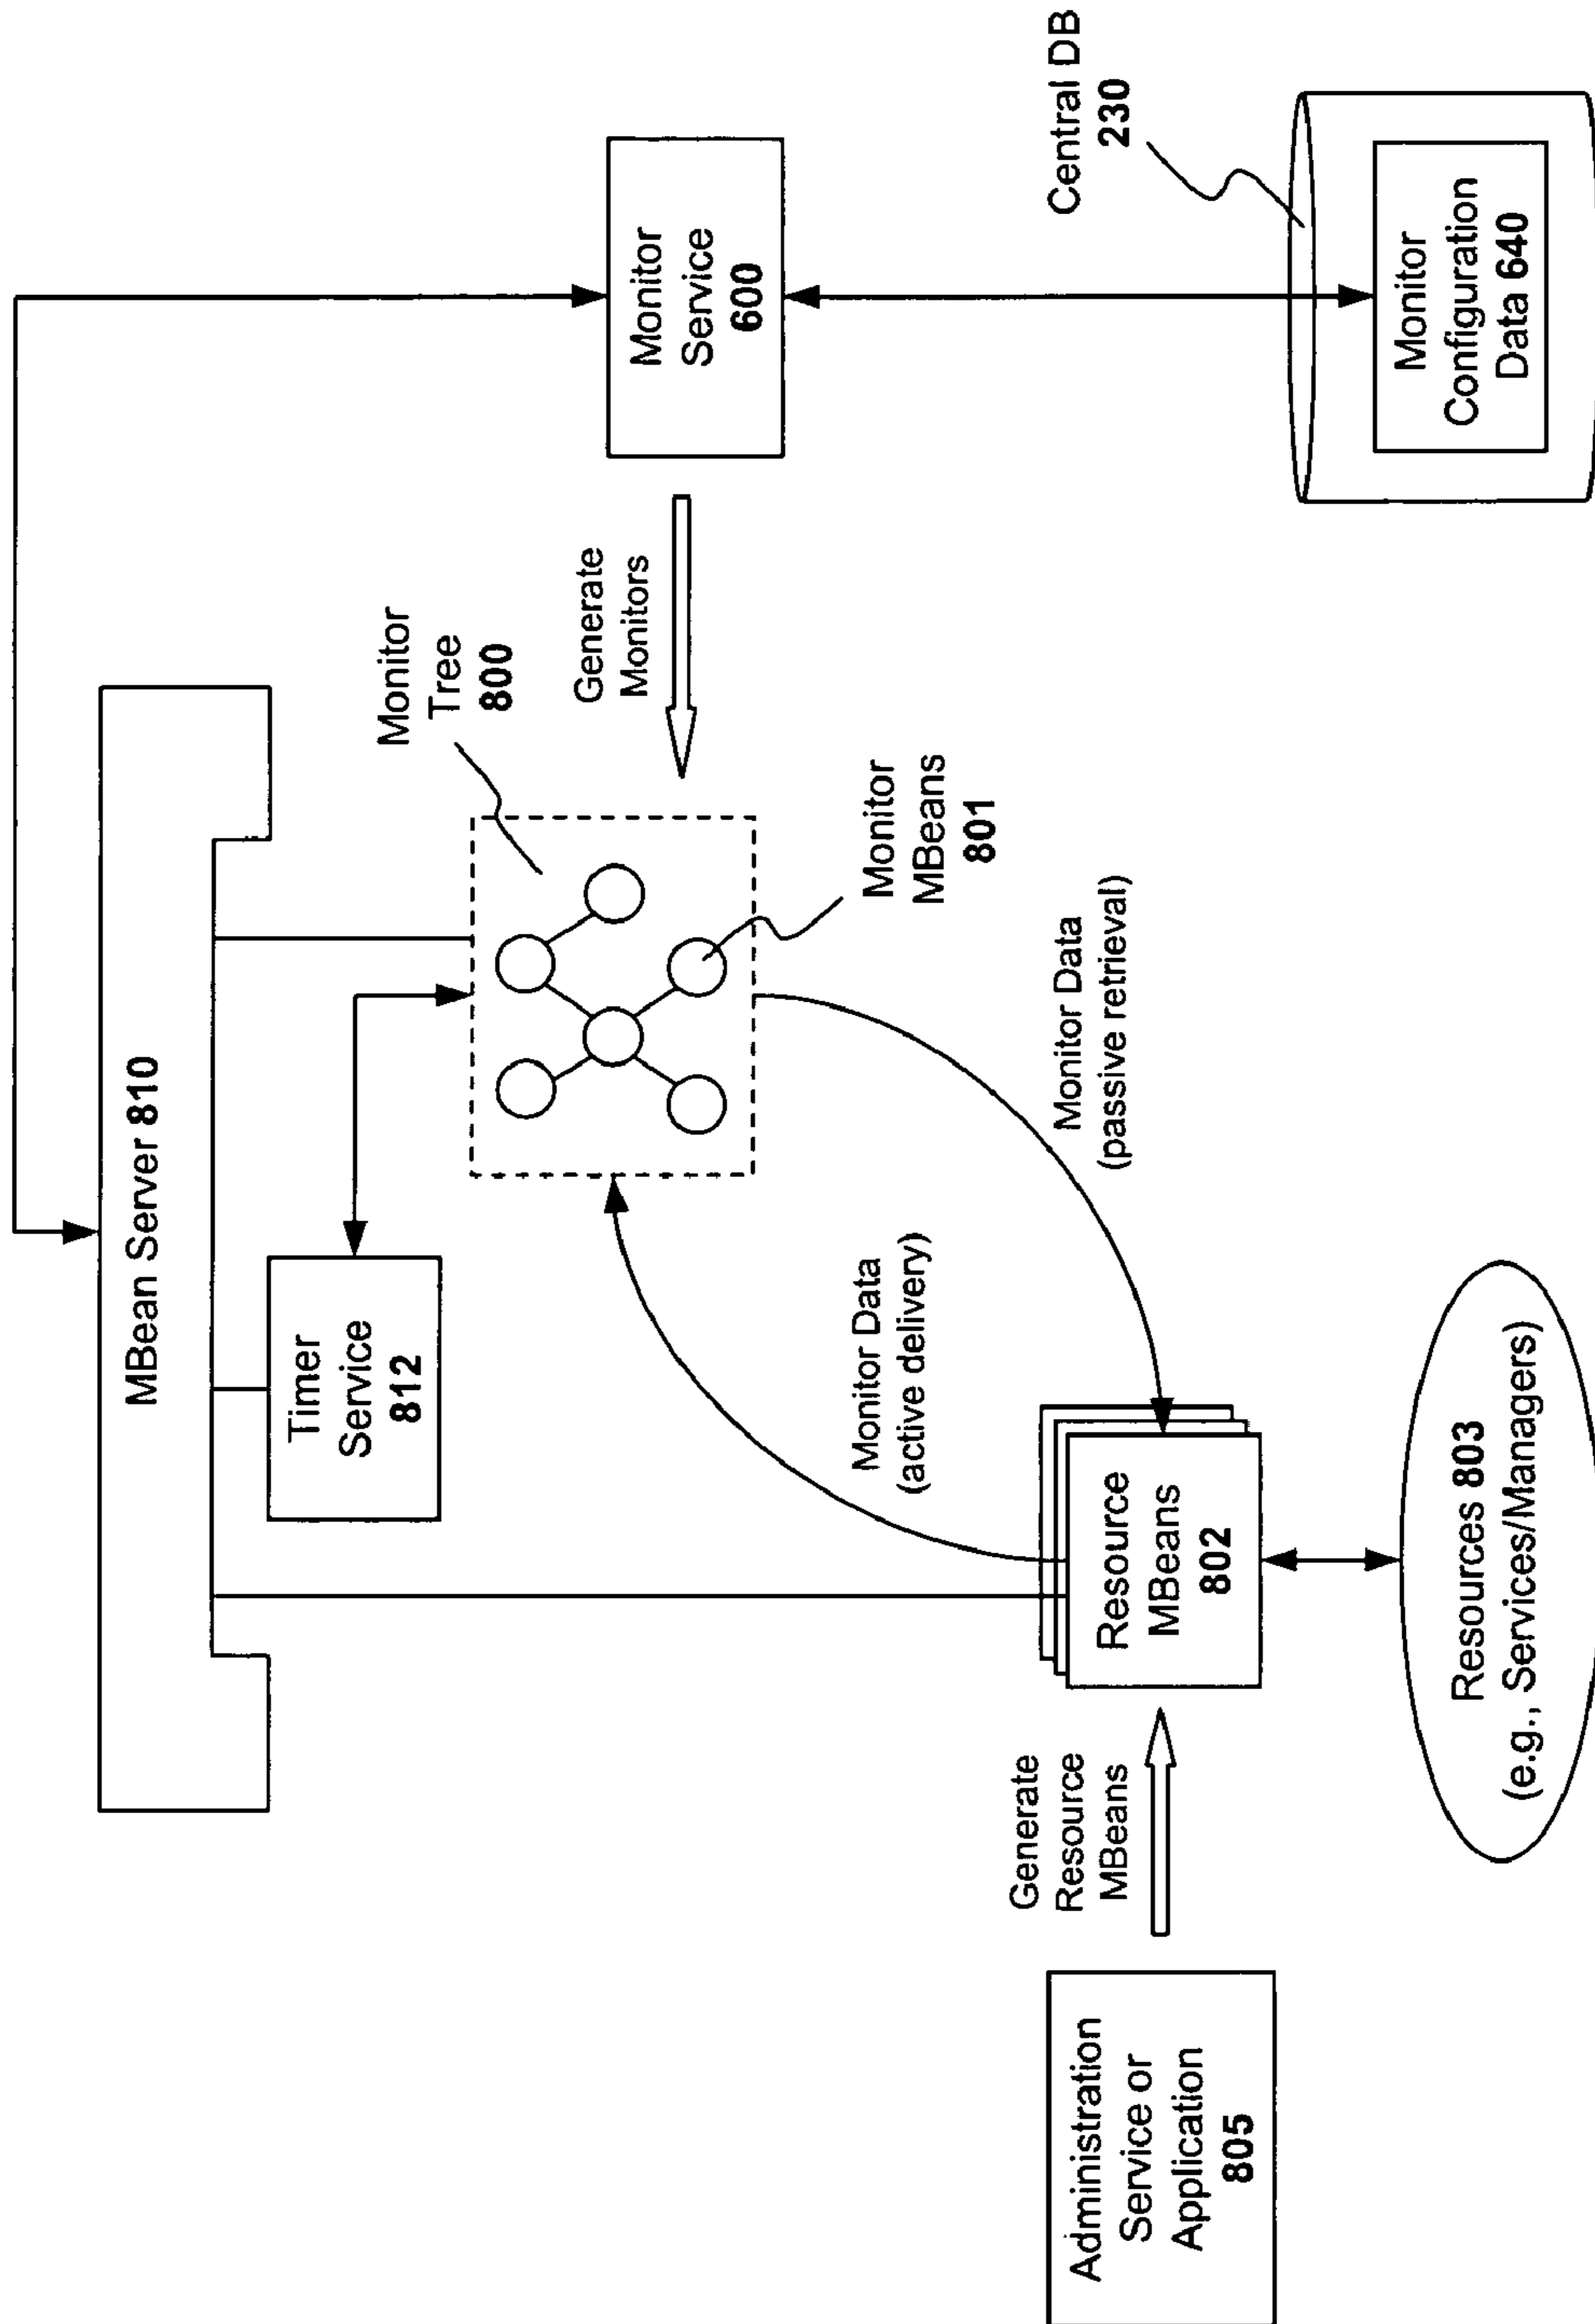 MBean Server 810
Timer
Service
812
Monitor
Tree
800
Generate
Monitors
Monitor
Service
600
Monitor
MBeans
801
Monitor Data
(active delivery)
Monitor Data
(passive retrieval)
Central DB
230
Monitor
Configuration
Data 640
Administration
Service or
Application
805
Generate
Resource
MBeans
Resource
MBeans
802
Resources 803
(e.g., Services/Managers)